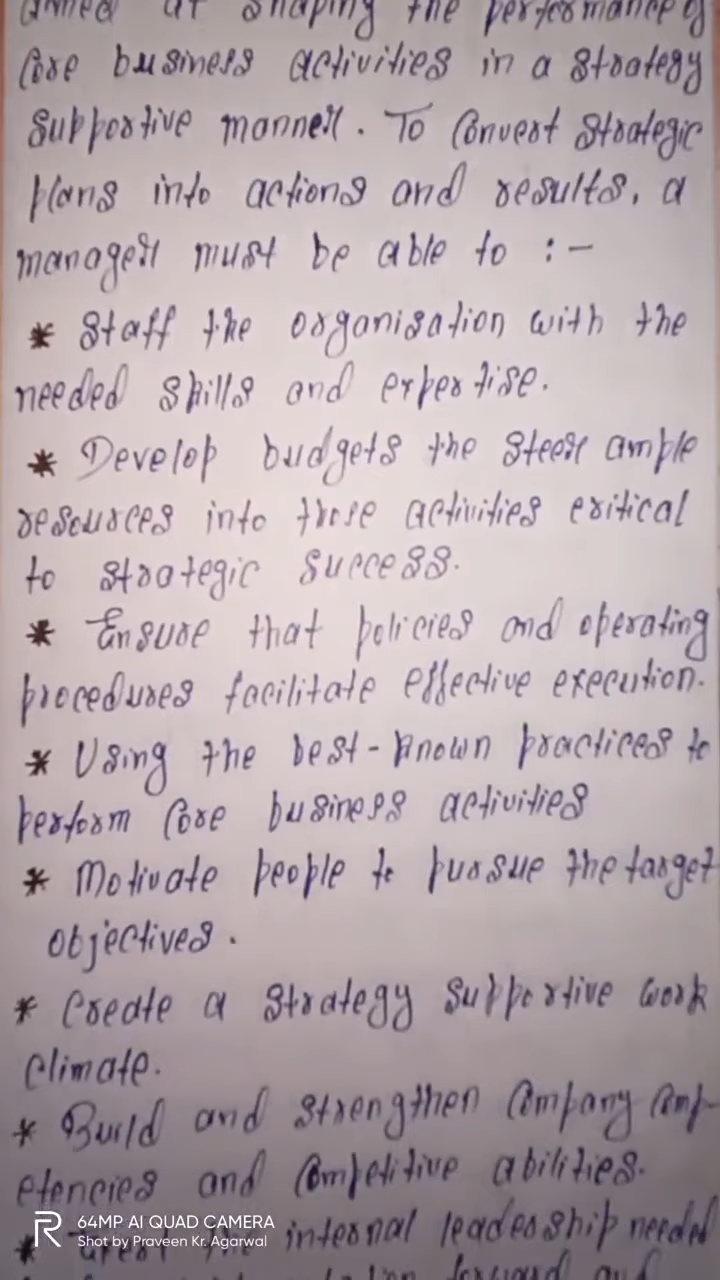 aimed at shaping the performance of
Core business activities in a strategy
supportive manner. To Convert strategic
plans into actions and results, a
manager must be able to :-
* Staff the organisation with the
needed skills and expertise.
* Develop budgets the steer ample
resources into those activities critical
to strategic success.
* Ensure that policies and operating
procedures facilitate effective execution.
* Using the best-known practices to
perform Core business activities
* Motivate people to pursue the target
objectives.
* Create a strategy supportive work
climate.
* Build and strengthen Company Comp-
etencies and Competitive abilities.
* the internal leadership needed
forward and
64MP AI QUAD CAMERA
Shot by Praveen Kr. Agarwal